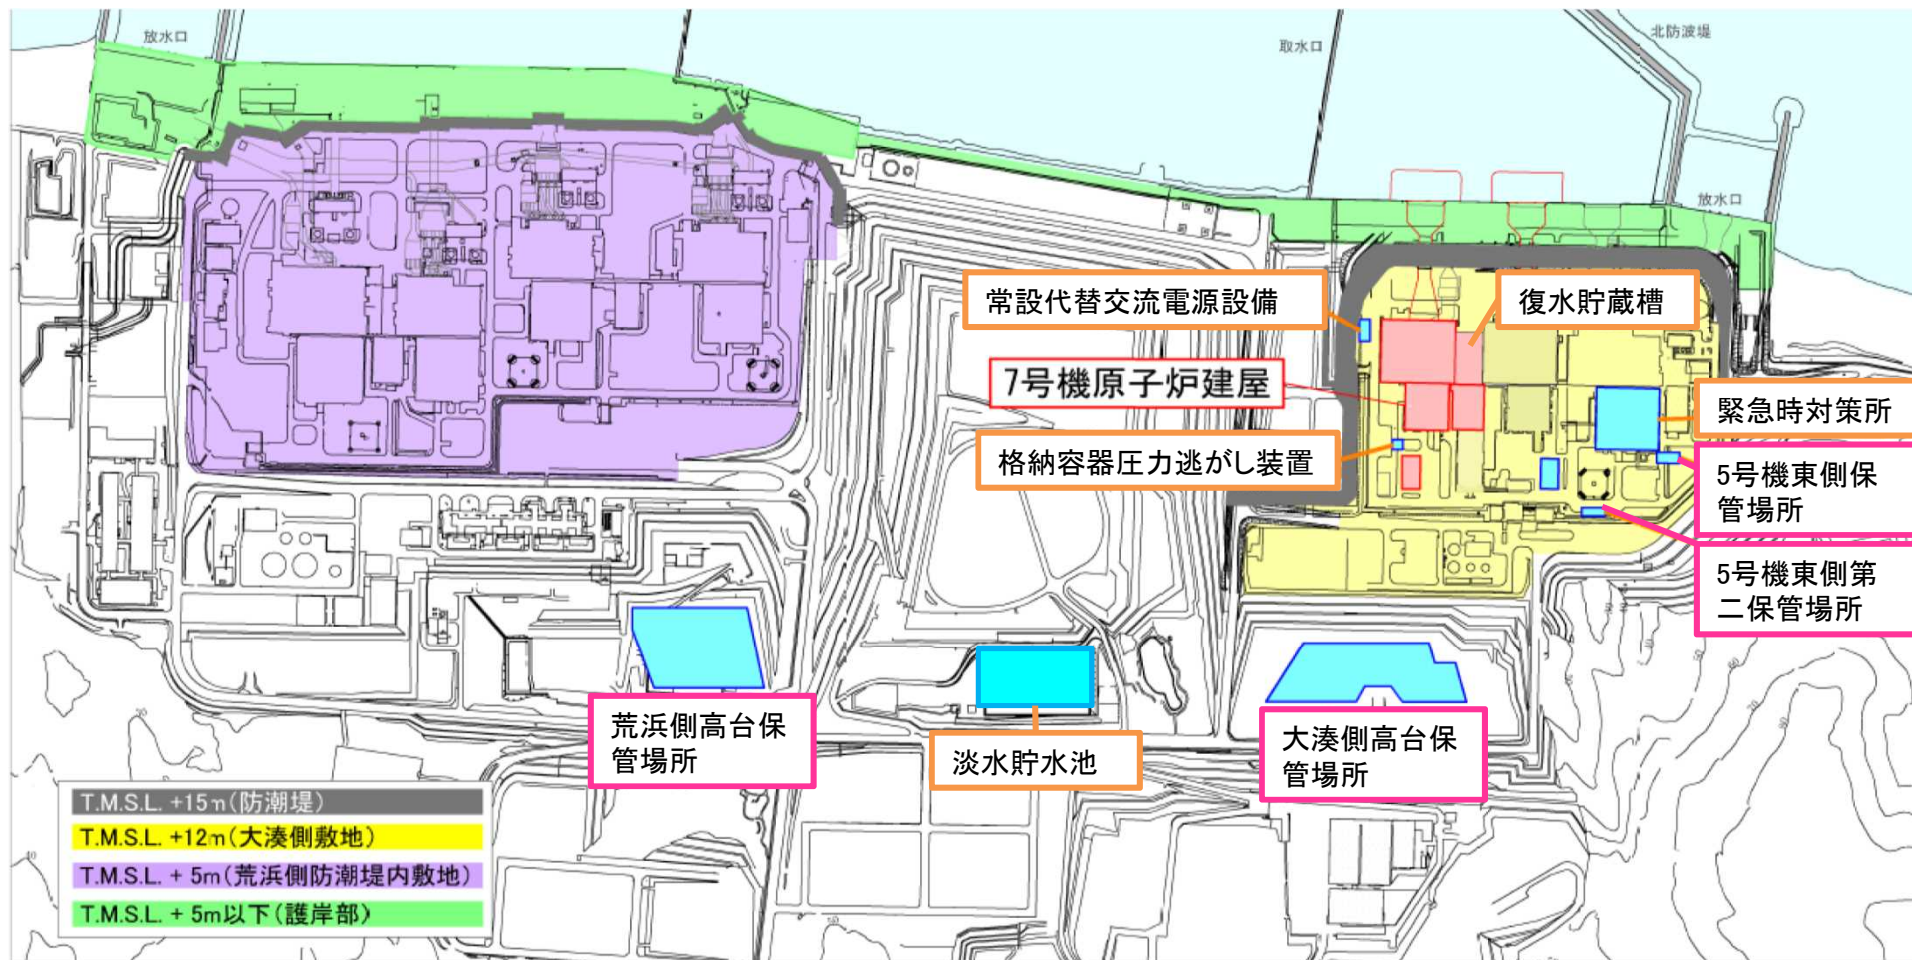 放水口
取水口
北防波堤
放水口
常設代替交流電源設備
復水貯蔵槽
7号機原子炉建屋
緊急時対策所
格納容器圧力逃がし装置
5号機東側保
管場所
5号機東側第
二保管場所
荒浜側高台保
管場所
淡水貯水池
大湊側高台保
管場所
T.M.S.L. +15m(防潮堤)
T.M.S.L. +12m(大湊側敷地)
T.M.S.L. + 5m(荒浜側防潮堤内敷地)
T.M.S.L. + 5m以下(護岸部)